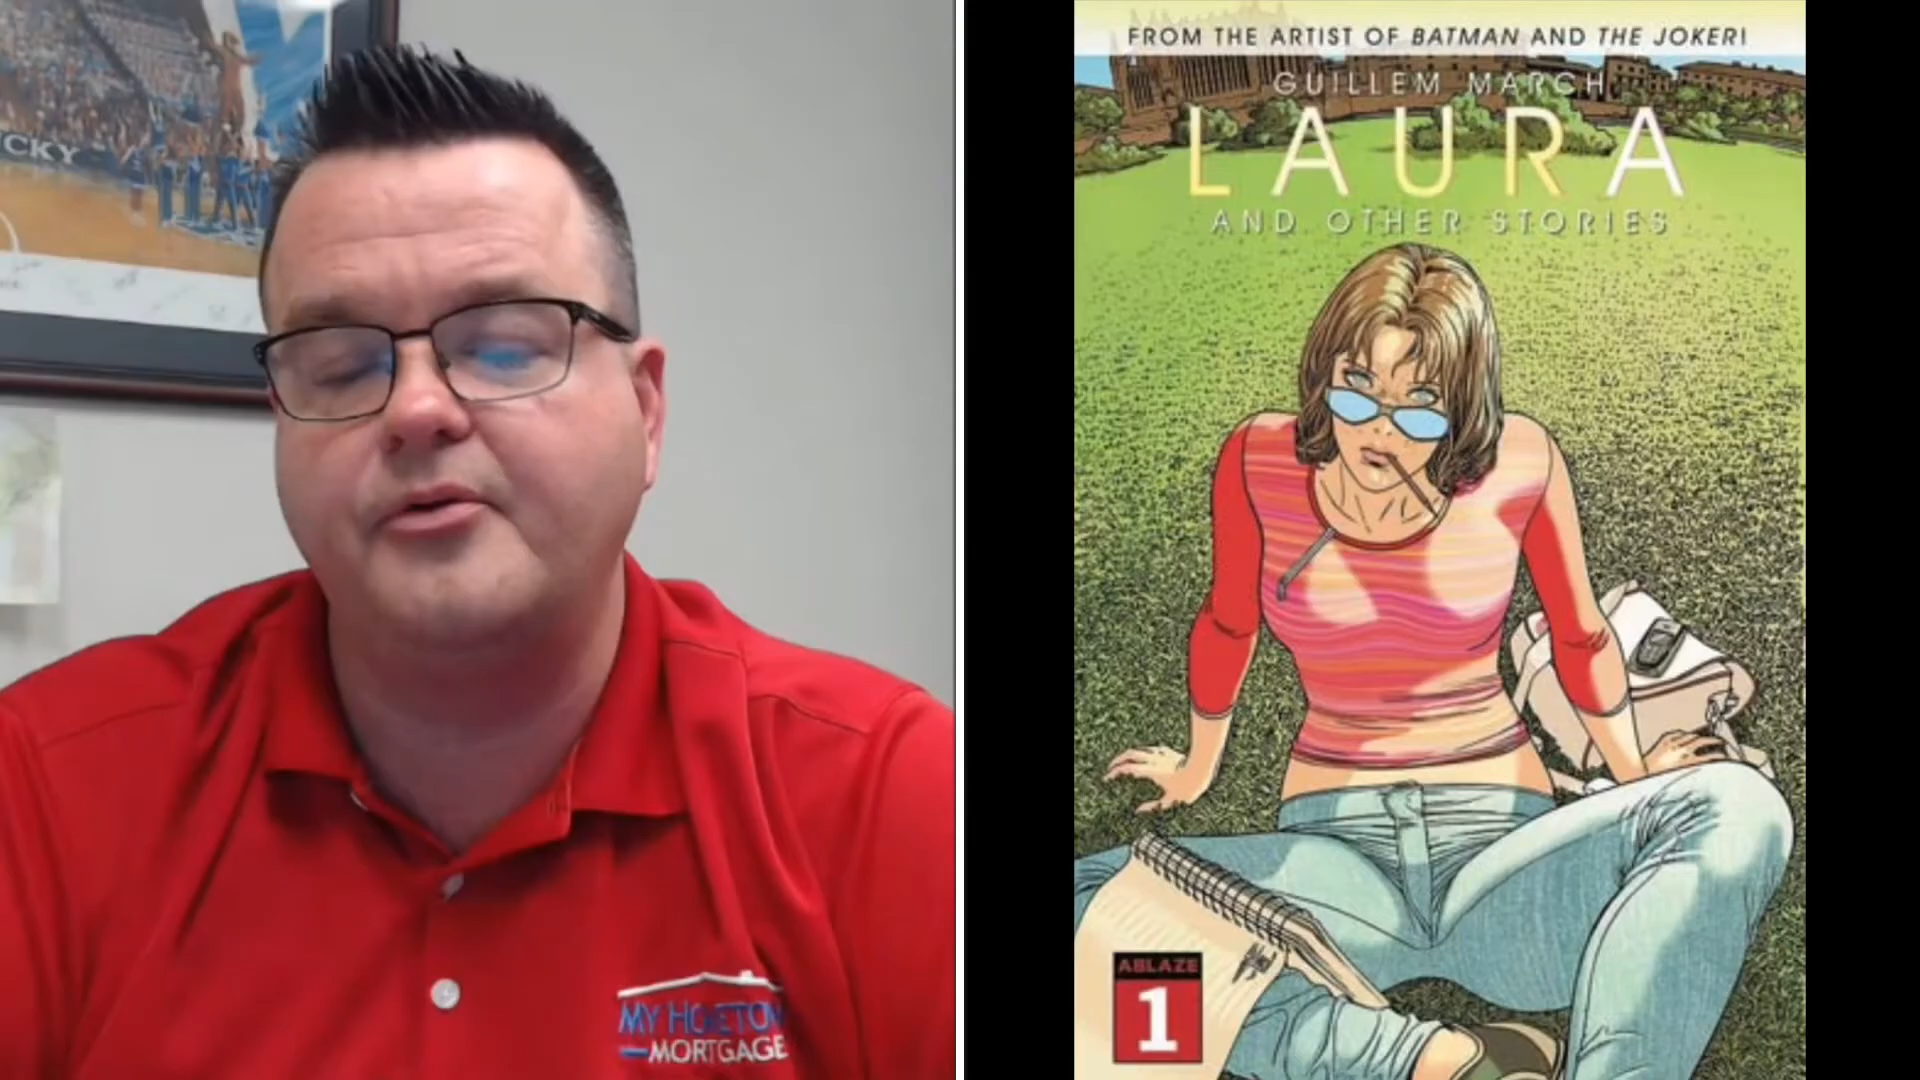 CKY
MY HOMETOWN
MORTGAGE
FROM THE ARTIST OF BATMAN AND THE JOKER!
GUILLEM MARCH
LAURA
AND OTHER STORIES
ABLAZE
1